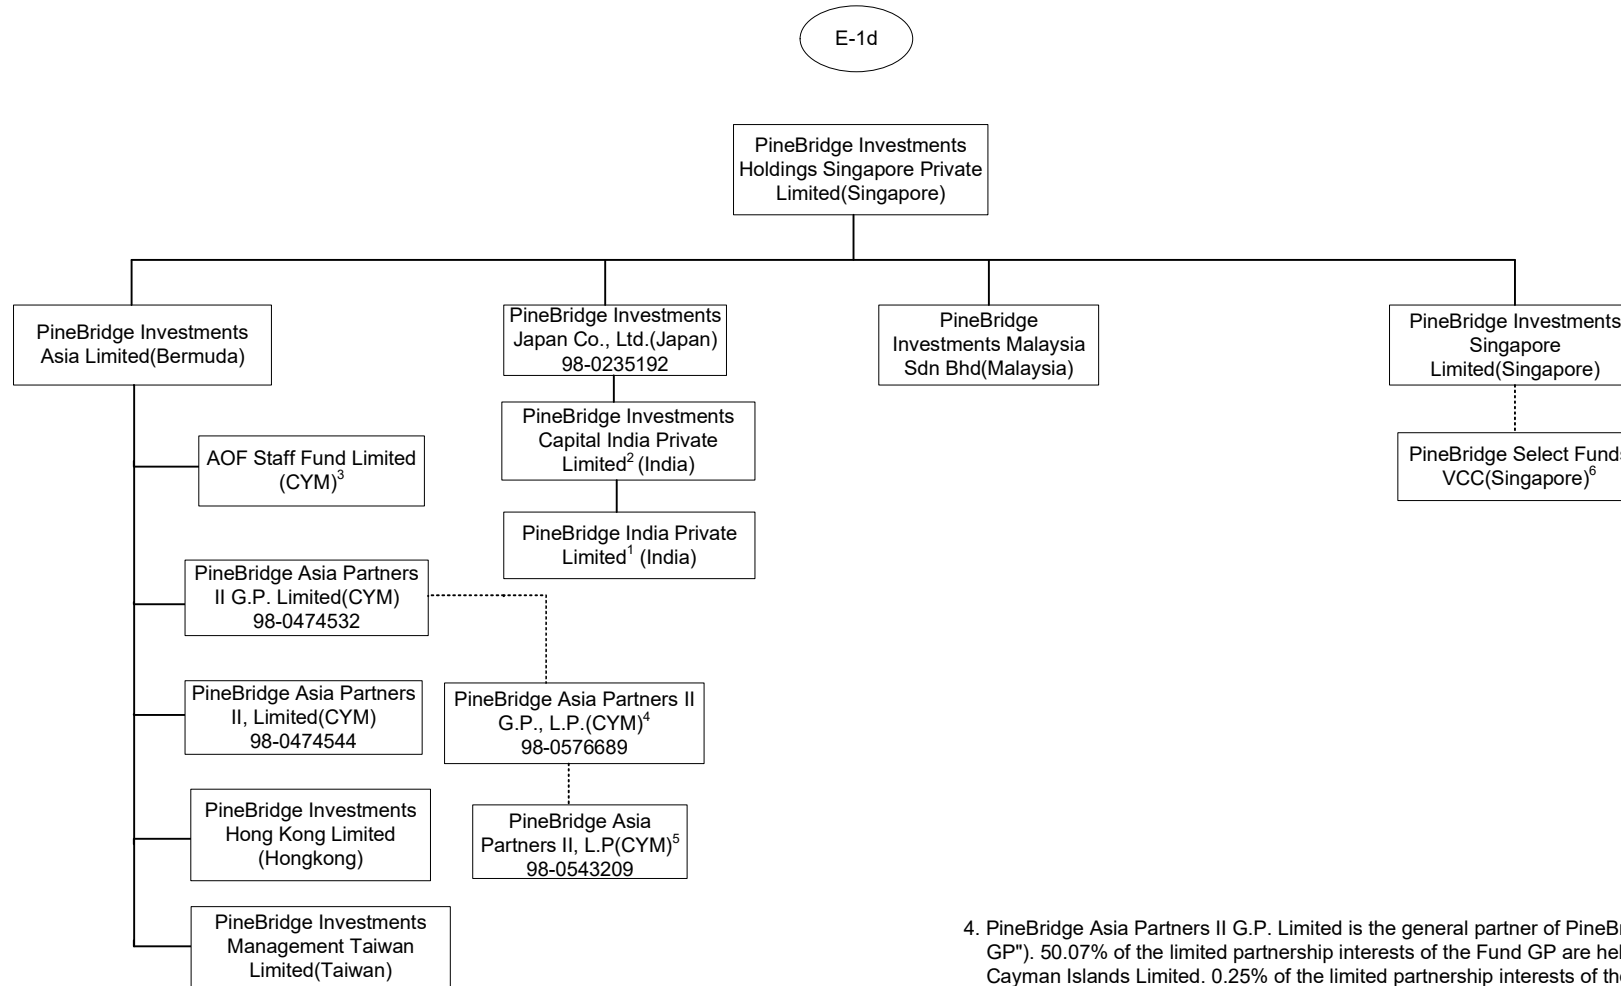 E-1d
PineBridge Investments
Holdings Singapore Private
Limited(Singapore)
PineBridge Investments
Asia Limited(Bermuda)
PineBridge Investments
Japan Co., Ltd.(Japan)
98-0235192
PineBridge
Investments Malaysia
Sdn Bhd(Malaysia)
PineBridge Investments
Singapore
Limited(Singapore)
PineBridge Investments
Capital India Private
Limited² (India)
PineBridge Select Funds
VCC(Singapore)⁶
AOF Staff Fund Limited
(CYM)³
PineBridge India Private
Limited¹ (India)
PineBridge Asia Partners
II G.P. Limited(CYM)
98-0474532
PineBridge Asia Partners
II, Limited(CYM)
98-0474544
PineBridge Asia Partners II
G.P., L.P.(CYM)⁴
98-0576689
PineBridge Investments
Hong Kong Limited
(Hongkong)
PineBridge Asia
Partners II, L.P(CYM)⁵
98-0543209
PineBridge Investments
Management Taiwan
Limited(Taiwan)
4. PineBridge Asia Partners II G.P. Limited is the general partner of
GP"). 50.07% of the limited partnership interests of the Fund GP are
Cayman Islands Limited. 0.25% of the limited partnership interests of